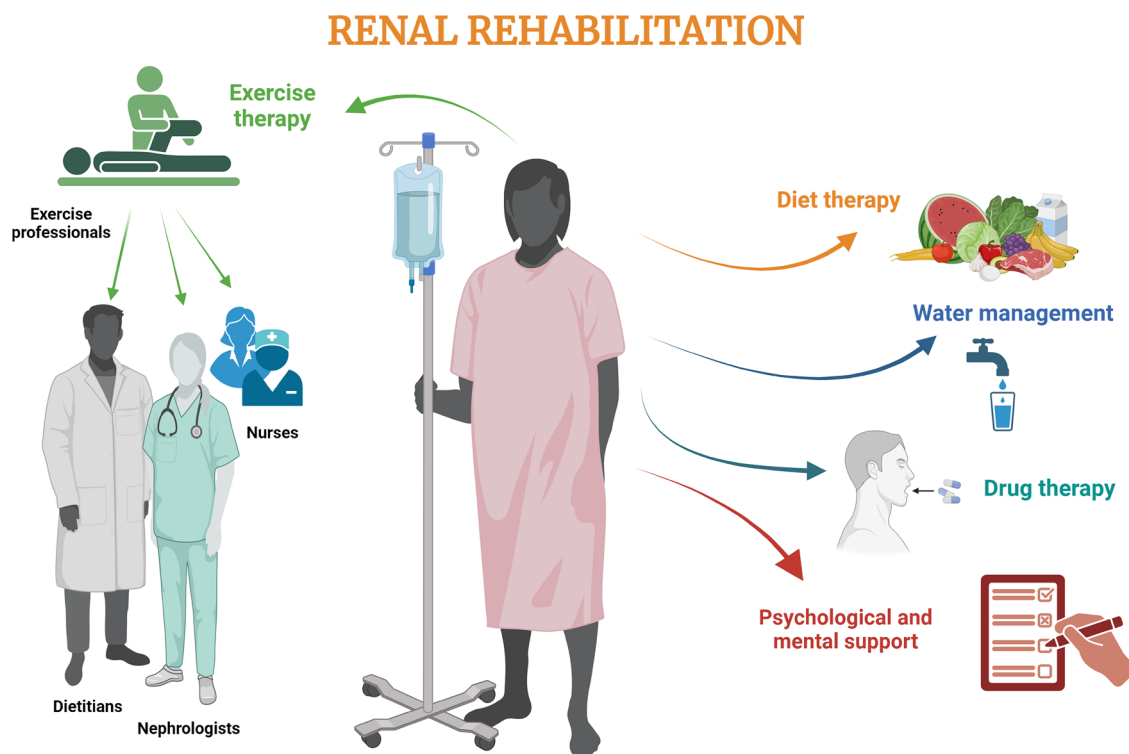 RENAL REHABILITATION
Exercise
therapy
Exercise
professionals
Nurses
Dietitians
Nephrologists
Diet therapy
Water management
Drug therapy
Psychological and
mental support